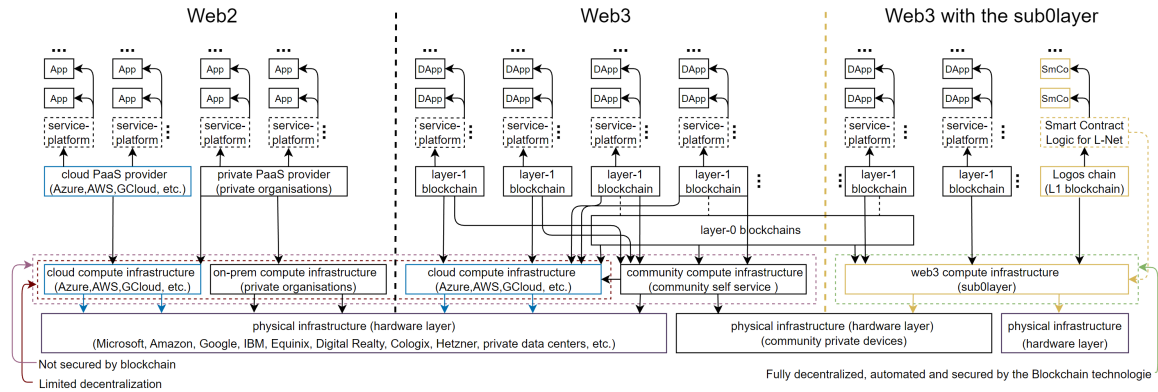 Web2
Web3
Web3 with the sub0layer
... ... ... ... ... ... ... ... ... ... ...
App App App App DApp DApp DApp DApp DApp DApp SmCo
App App App App DApp DApp DApp DApp DApp DApp SmCo
service-platform
service-platform
service-platform
service-platform
service-platform
service-platform
service-platform
service-platform
service-platform
service-platform
Smart Contract
Logic for L-Net
cloud PaaS provider
(Azure,AWS,GCloud, etc.)
private PaaS provider
(private organisations)
layer-1
blockchain
layer-1
blockchain
layer-1
blockchain
layer-1
blockchain
layer-1
blockchain
layer-1
blockchain
Logos chain
(L1 blockchain)
layer-0 blockchains
cloud compute infrastructure
(Azure,AWS,GCloud, etc.)
on-prem compute infrastructure
(private organisations)
cloud compute infrastructure
(Azure,AWS,GCloud, etc.)
community compute infrastructure
(community self service )
web3 compute infrastructure
(sub0layer)
physical infrastructure (hardware layer)
(Microsoft, Amazon, Google, IBM, Equinix, Digital Realty, Cologix, Hetzner, private data centers, etc.)
physical infrastructure (hardware layer)
(community private devices)
physical infrastructure
(hardware layer)
Not secured by blockchain
Limited decentralization
Fully decentralized, automated and secured by the Blockchain technologie